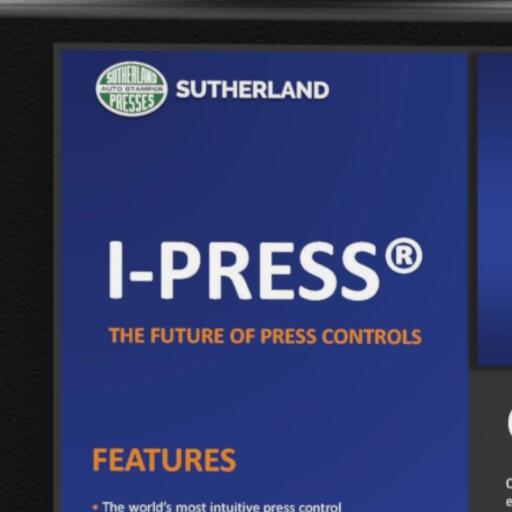 SUTHERLAND
AUTO STAMPER
PRESSES
SUTHERLAND
I-PRESS®
THE FUTURE OF PRESS CONTROLS
FEATURES
• The world's most intuitive press control